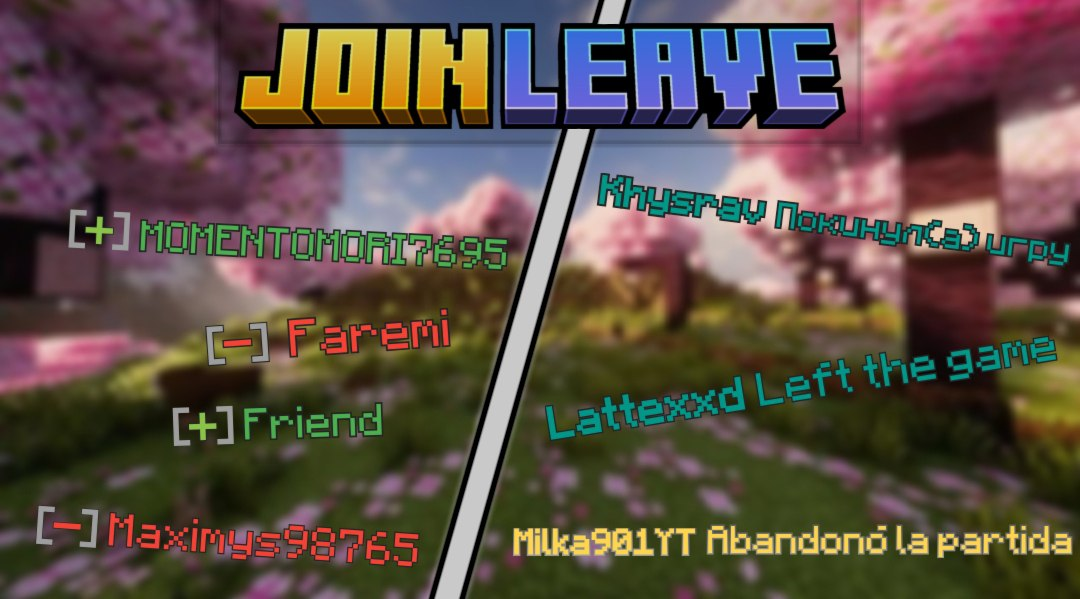 JOIN LEAVE
[+] MOMENTOMORI7695
[-] Faremi
[+] Friend
[-] Maximys98765
Khysrav Покинул(а) игру
Lattexxd Left the game
Milka901YT Abandonó la partida